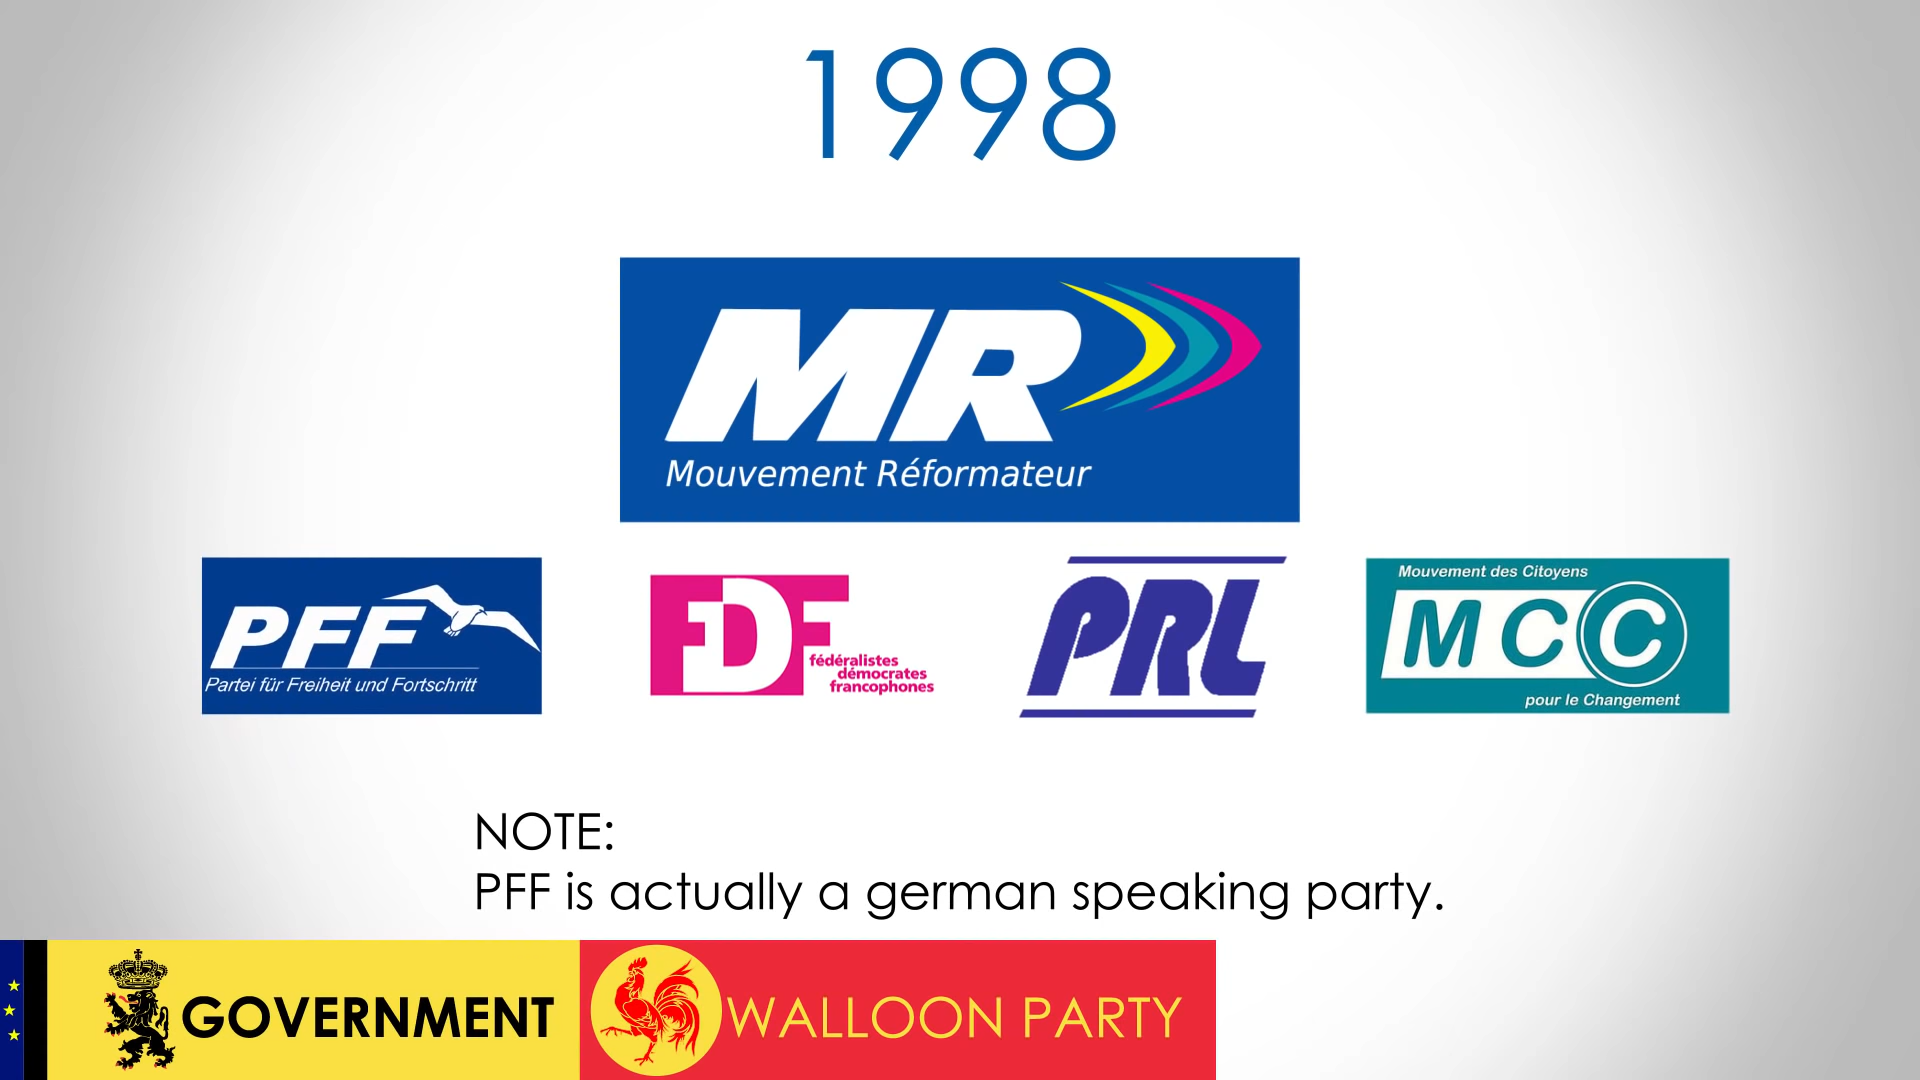 1998
MR
Mouvement Réformateur
PFF
Partei für Freiheit und Fortschritt
FDF
fédéralistes
démocrates
francophones
PRL
Mouvement des Citoyens
MCC
pour le Changement
NOTE:
PFF is actually a german speaking party.
GOVERNMENT
WALLOON PARTY